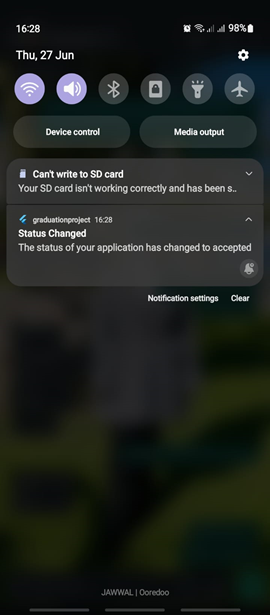 16:28
98%
Thu, 27 Jun
Device control
Media output
Can't write to SD card
Your SD card isn't working correctly and has been s..
graduationproject 16:28
Status Changed
The status of your application has changed to accepted
Notification settings Clear
JAWWAL | Ooredoo